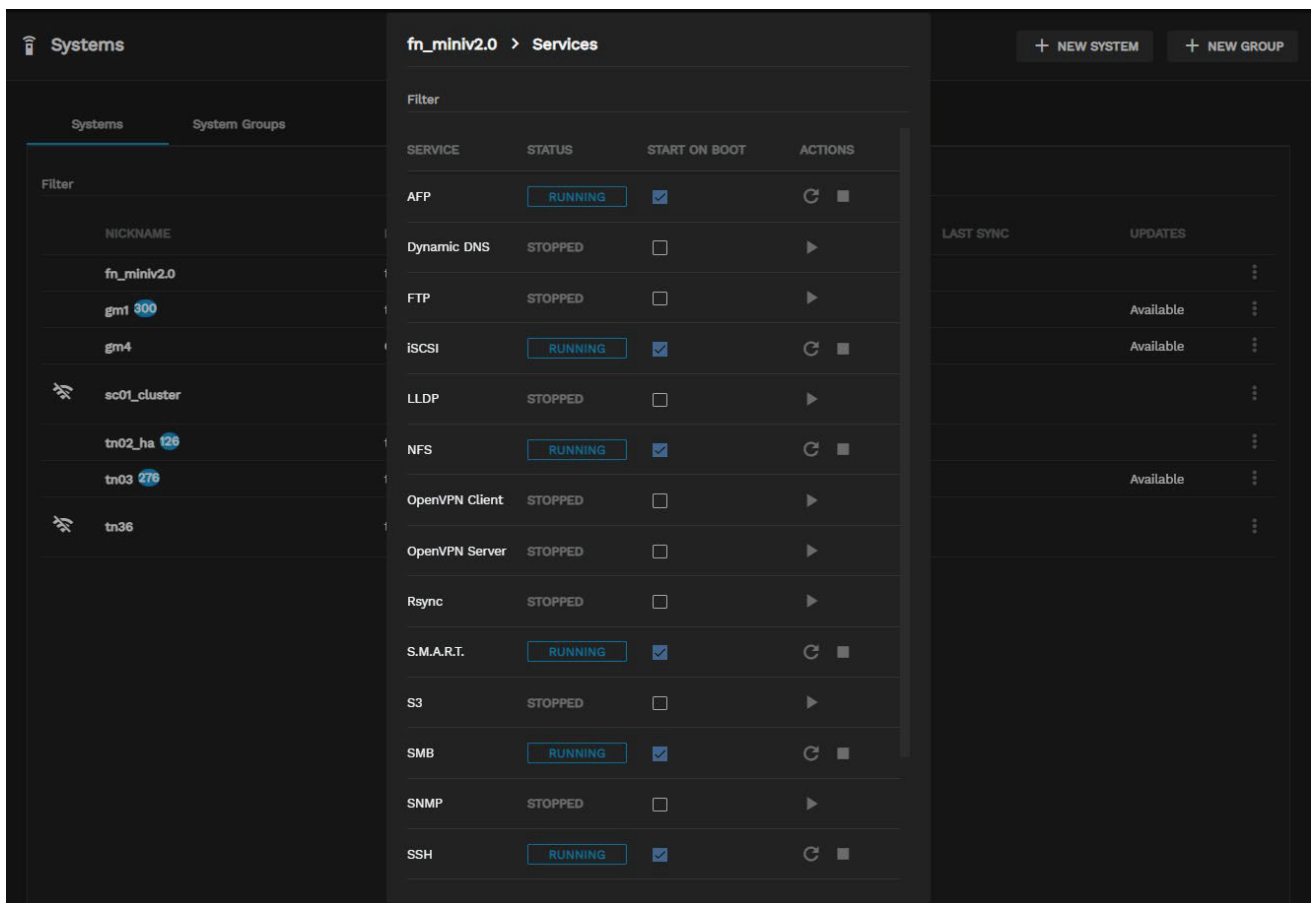 Systems
fn_miniv2.0 > Services
+ NEW SYSTEM
+ NEW GROUP
Systems
System Groups
Filter
NICKNAME
LAST SYNC
UPDATES
fn_miniv2.0
gm1 300
Available
gm4
Available
sc01_cluster
tn02_ha 126
tn03 276
Available
tn36
Filter
SERVICE STATUS START ON BOOT ACTIONS
AFP RUNNING
Dynamic DNS STOPPED
FTP STOPPED
iSCSI RUNNING
LLDP STOPPED
NFS RUNNING
OpenVPN Client STOPPED
OpenVPN Server STOPPED
Rsync STOPPED
S.M.A.R.T. RUNNING
S3 STOPPED
SMB RUNNING
SNMP STOPPED
SSH RUNNING